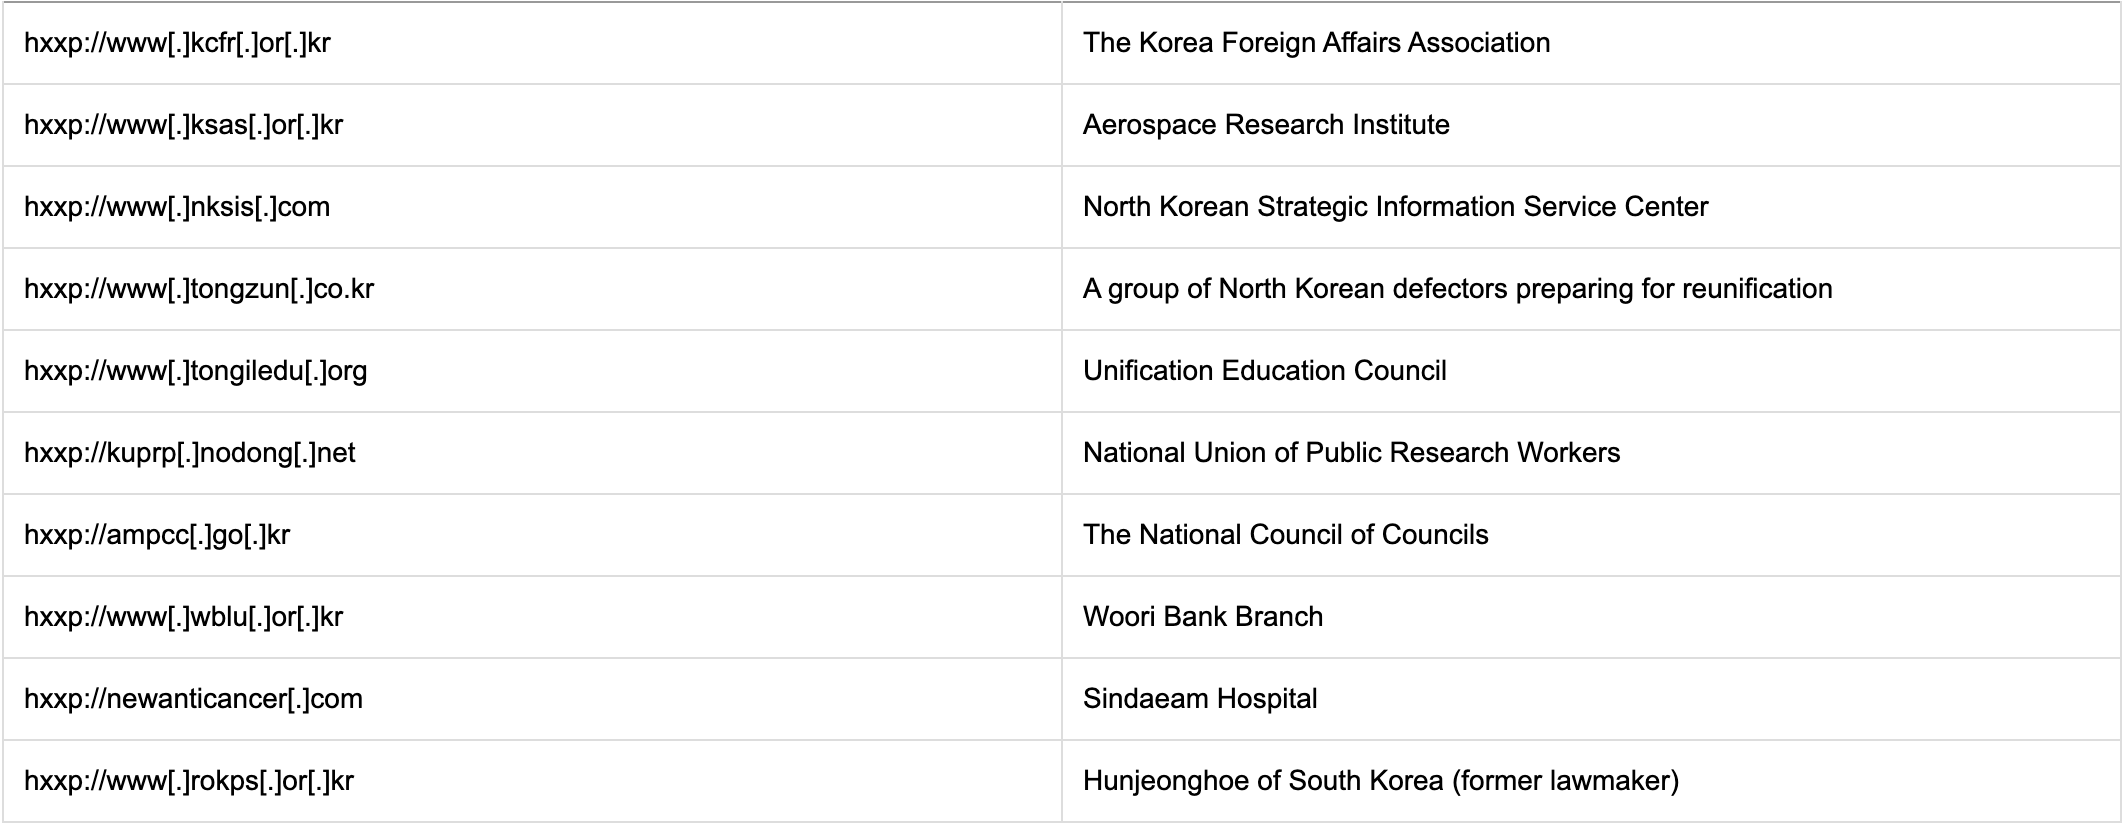 hxxp://www[.]kcfr[.]or[.]kr The Korea Foreign Affairs Association
hxxp://www[.]ksas[.]or[.]kr Aerospace Research Institute
hxxp://www[.]nksis[.]com North Korean Strategic Information Service Center
hxxp://www[.]tongzun[.]co.kr A group of North Korean defectors preparing for reunification
hxxp://www[.]tongiledu[.]org Unification Education Council
hxxp://kuprp[.]nodong[.]net National Union of Public Research Workers
hxxp://ampcc[.]go[.]kr The National Council of Councils
hxxp://www[.]wblu[.]or[.]kr Woori Bank Branch
hxxp://newanticancer[.]com Sindaeam Hospital
hxxp://www[.]rokps[.]or[.]kr Hunjeonghoe of South Korea (former lawmaker)